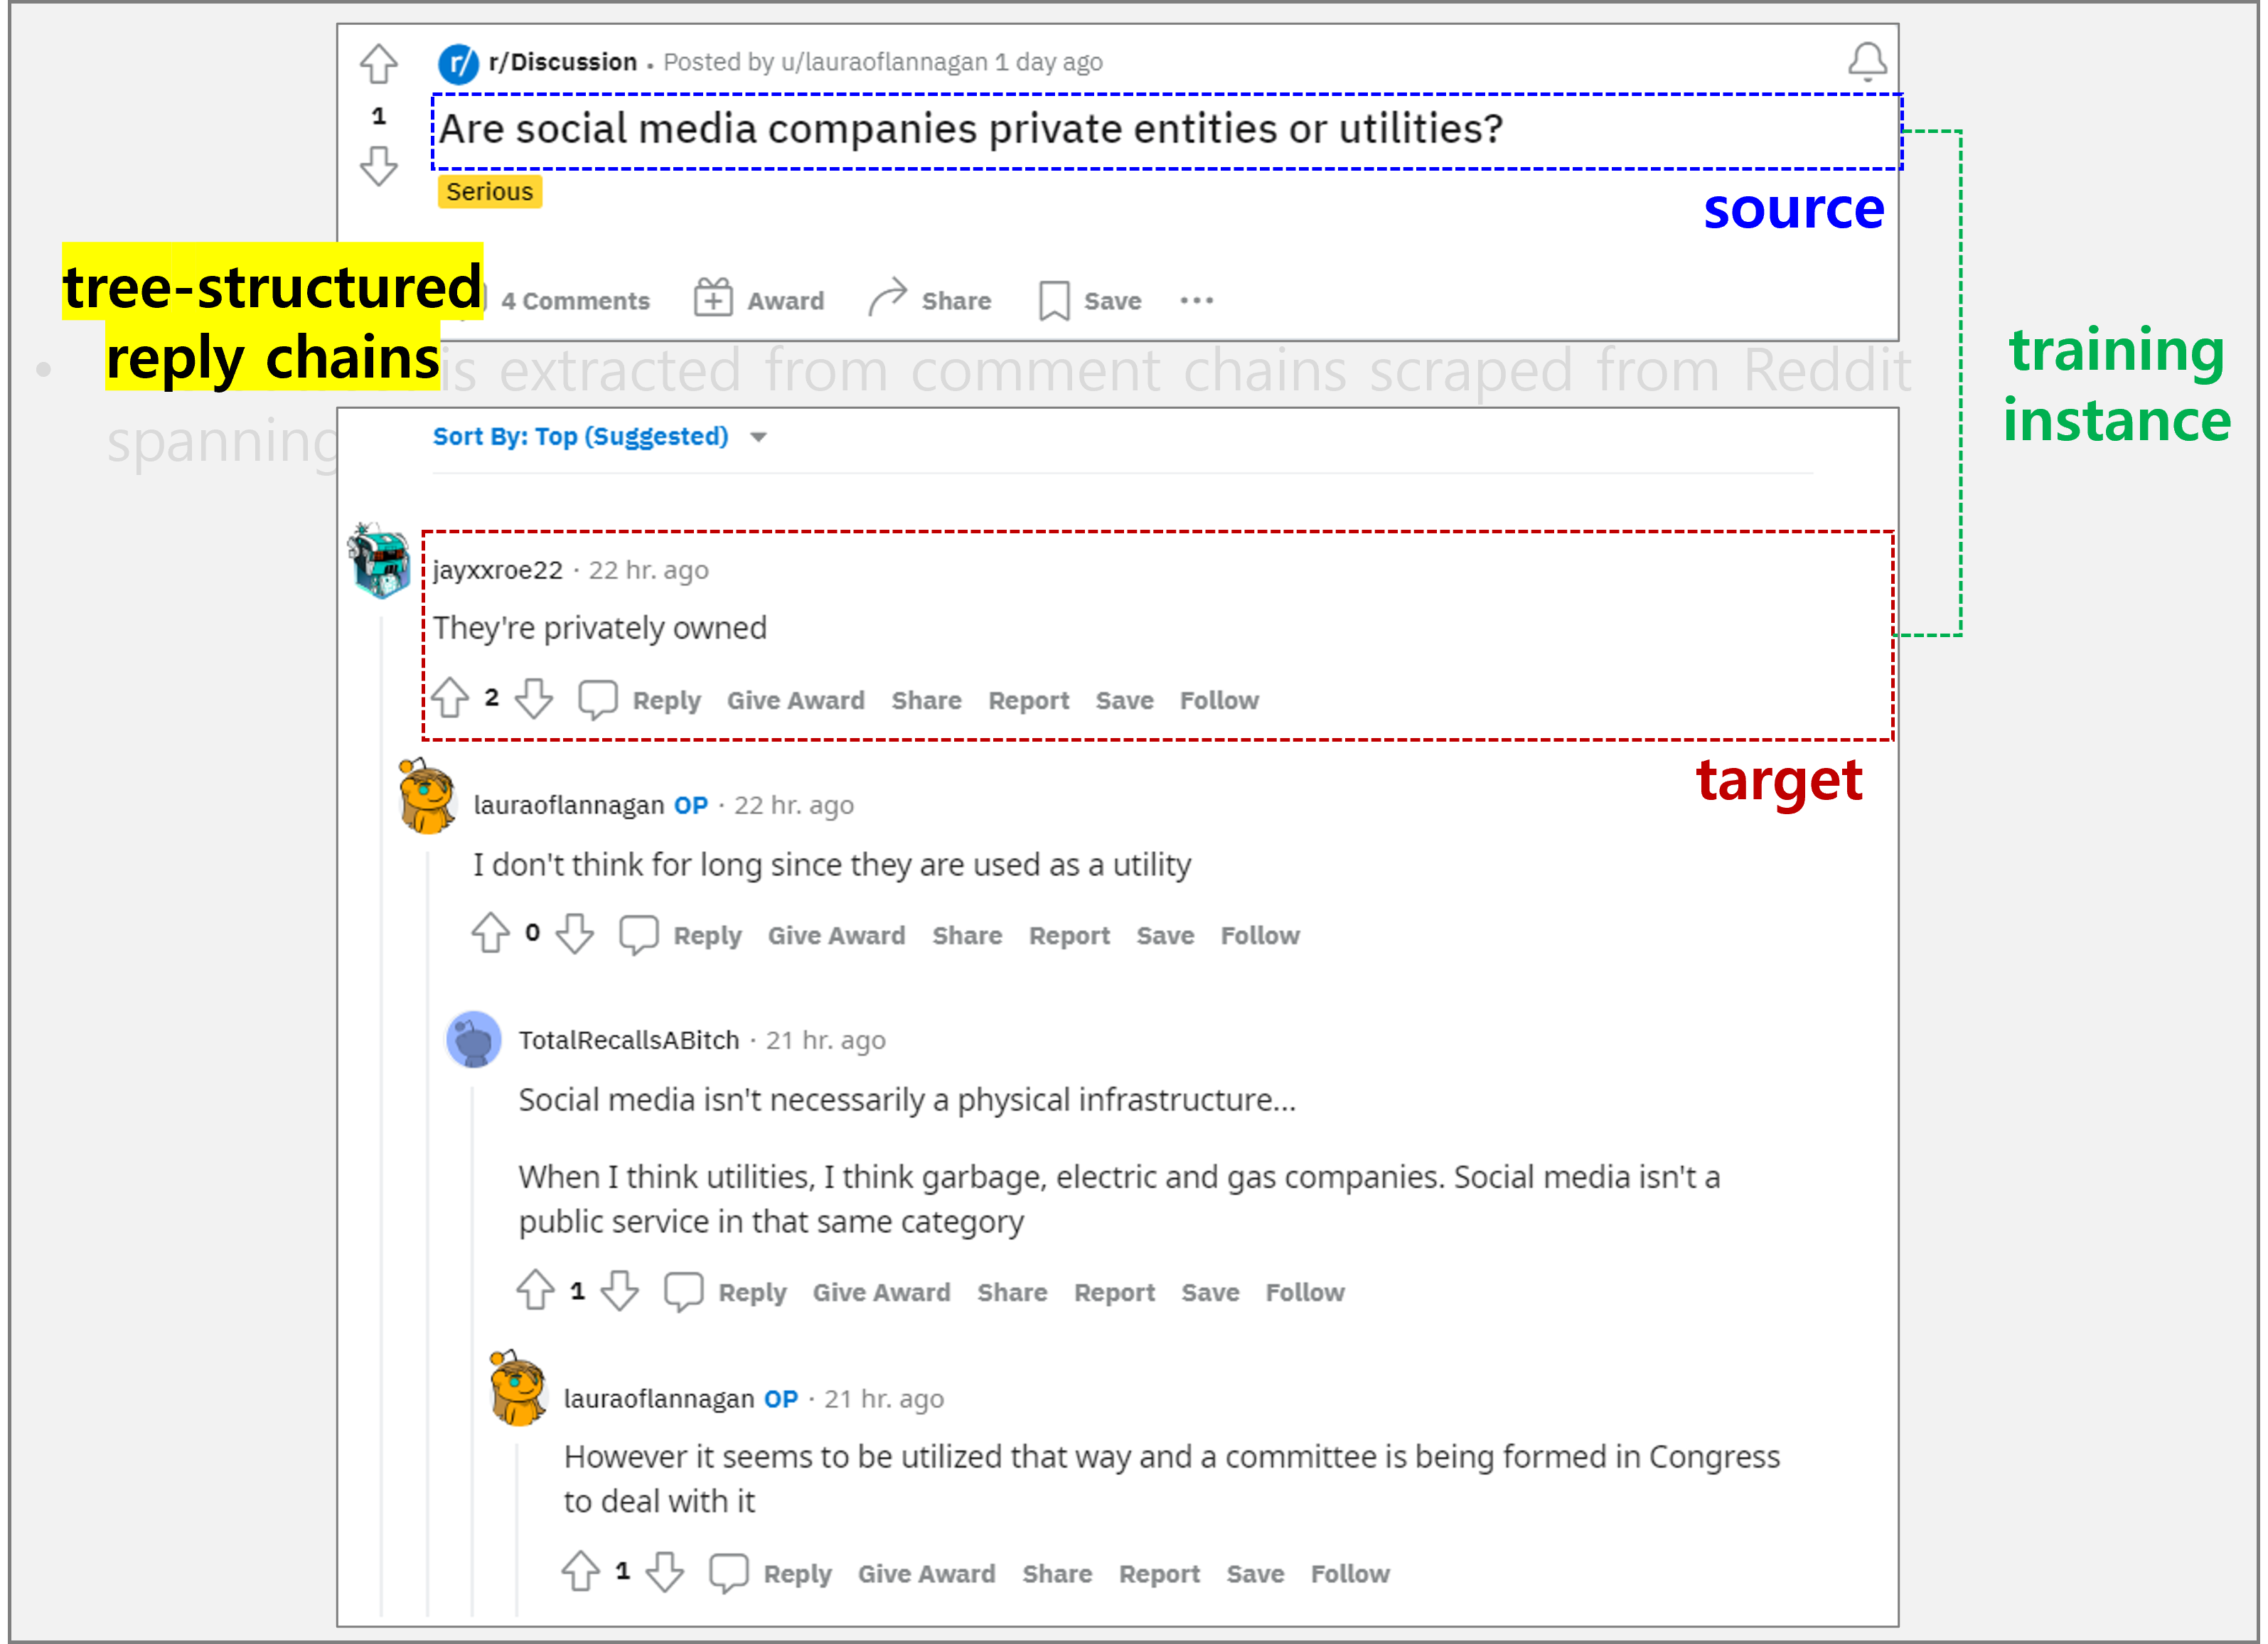 r/Discussion • Posted by u/lauraoflannagan 1 day ago
1
Are social media companies private entities or utilities?
Serious
source
tree-structured
reply chains
4 Comments Award Share Save •••
is extracted from comment chains scraped from Reddit
spanning
training
instance
Sort By: Top (Suggested)
jayxxroe22 · 22 hr. ago
They're privately owned
2 Reply Give Award Share Report Save Follow
target
lauraoflannagan OP · 22 hr. ago
I don't think for long since they are used as a utility
0 Reply Give Award Share Report Save Follow
TotalRecallsABitch · 21 hr. ago
Social media isn't necessarily a physical infrastructure...
When I think utilities, I think garbage, electric and gas companies. Social media isn't a
public service in that same category
1 Reply Give Award Share Report Save Follow
lauraoflannagan OP · 21 hr. ago
However it seems to be utilized that way and a committee is being formed in Congress
to deal with it
1 Reply Give Award Share Report Save Follow